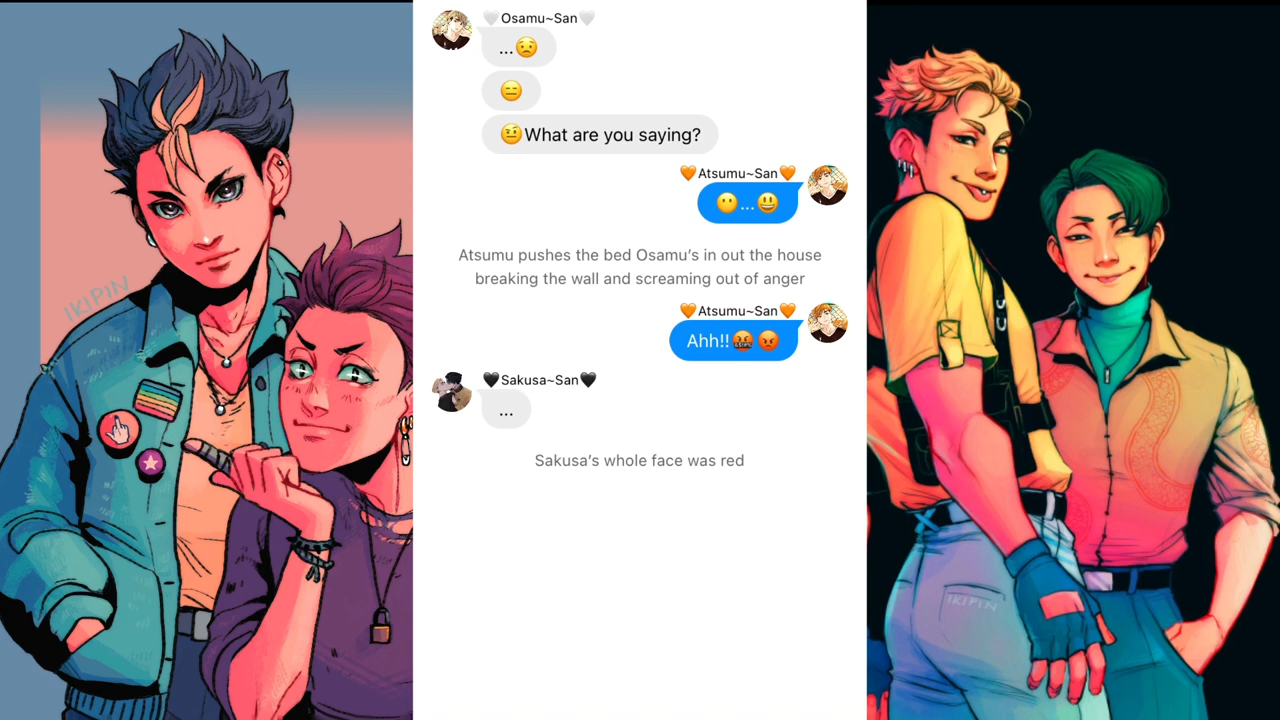 IKIPIN
🤍Osamu~San🤍
...😟
😑
🤨What are you saying?
🧡Atsumu~San🧡
😶...😃
Atsumu pushes the bed Osamu’s in out the house
breaking the wall and screaming out of anger
🧡Atsumu~San🧡
Ahh!!🤬😡
🖤Sakusa~San🖤
...
Sakusa’s whole face was red
IKIPIN